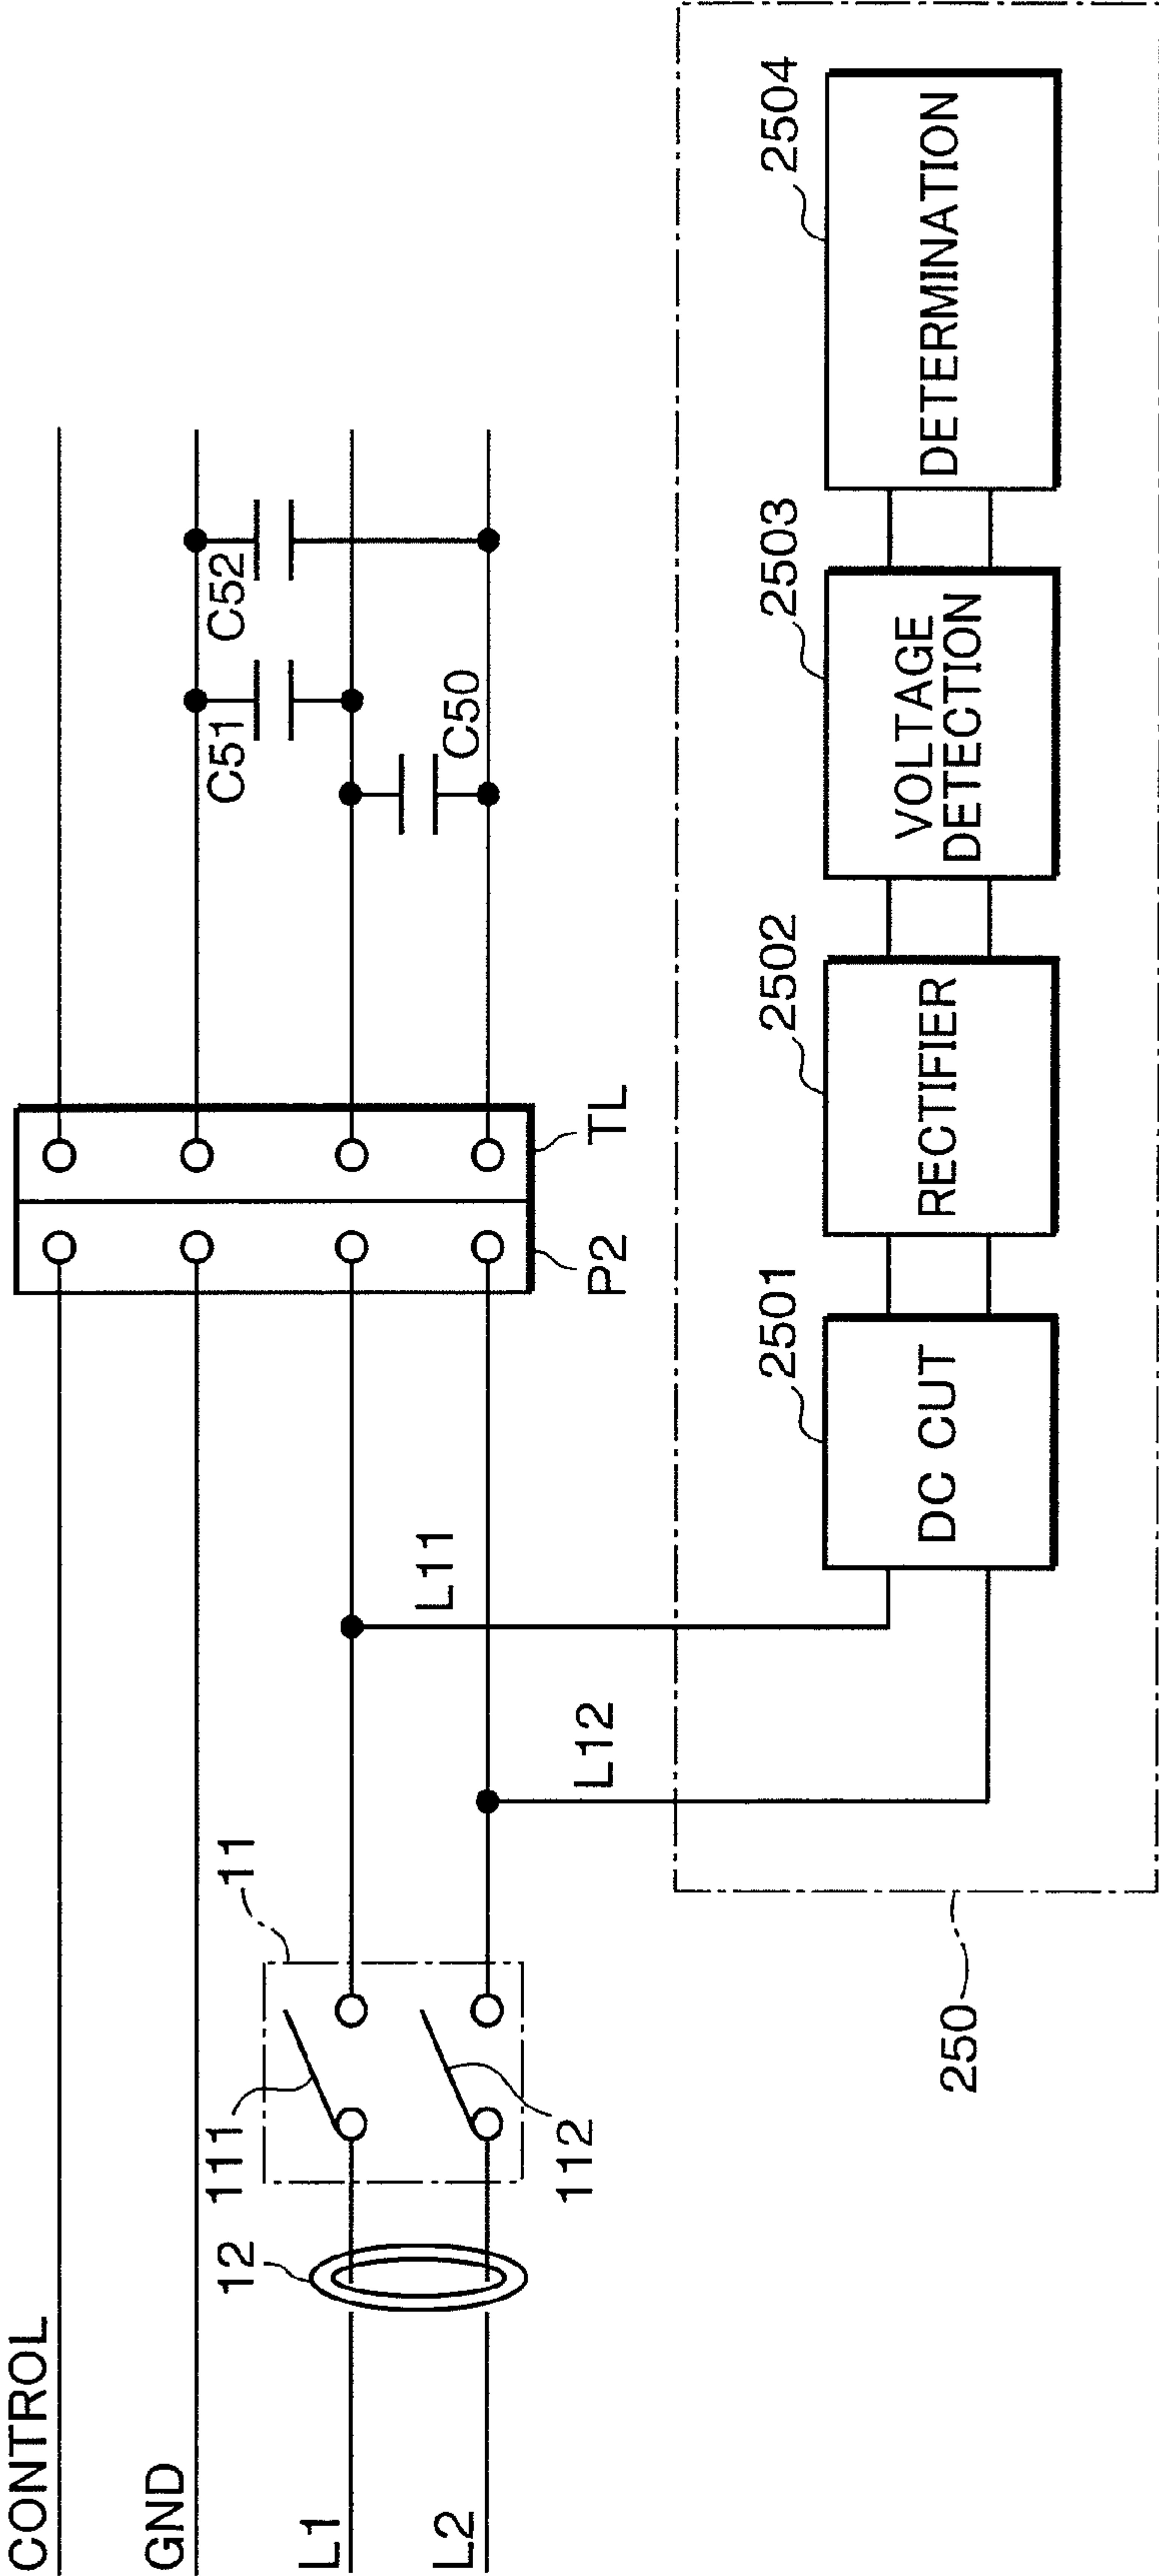 CONTROL
GND
L1
L2
12
111
112
11
L11
L12
P2
TL
C51
C52
C50
250
2501
DC CUT
2502
RECTIFIER
2503
VOLTAGE
DETECTION
2504
DETERMINATION